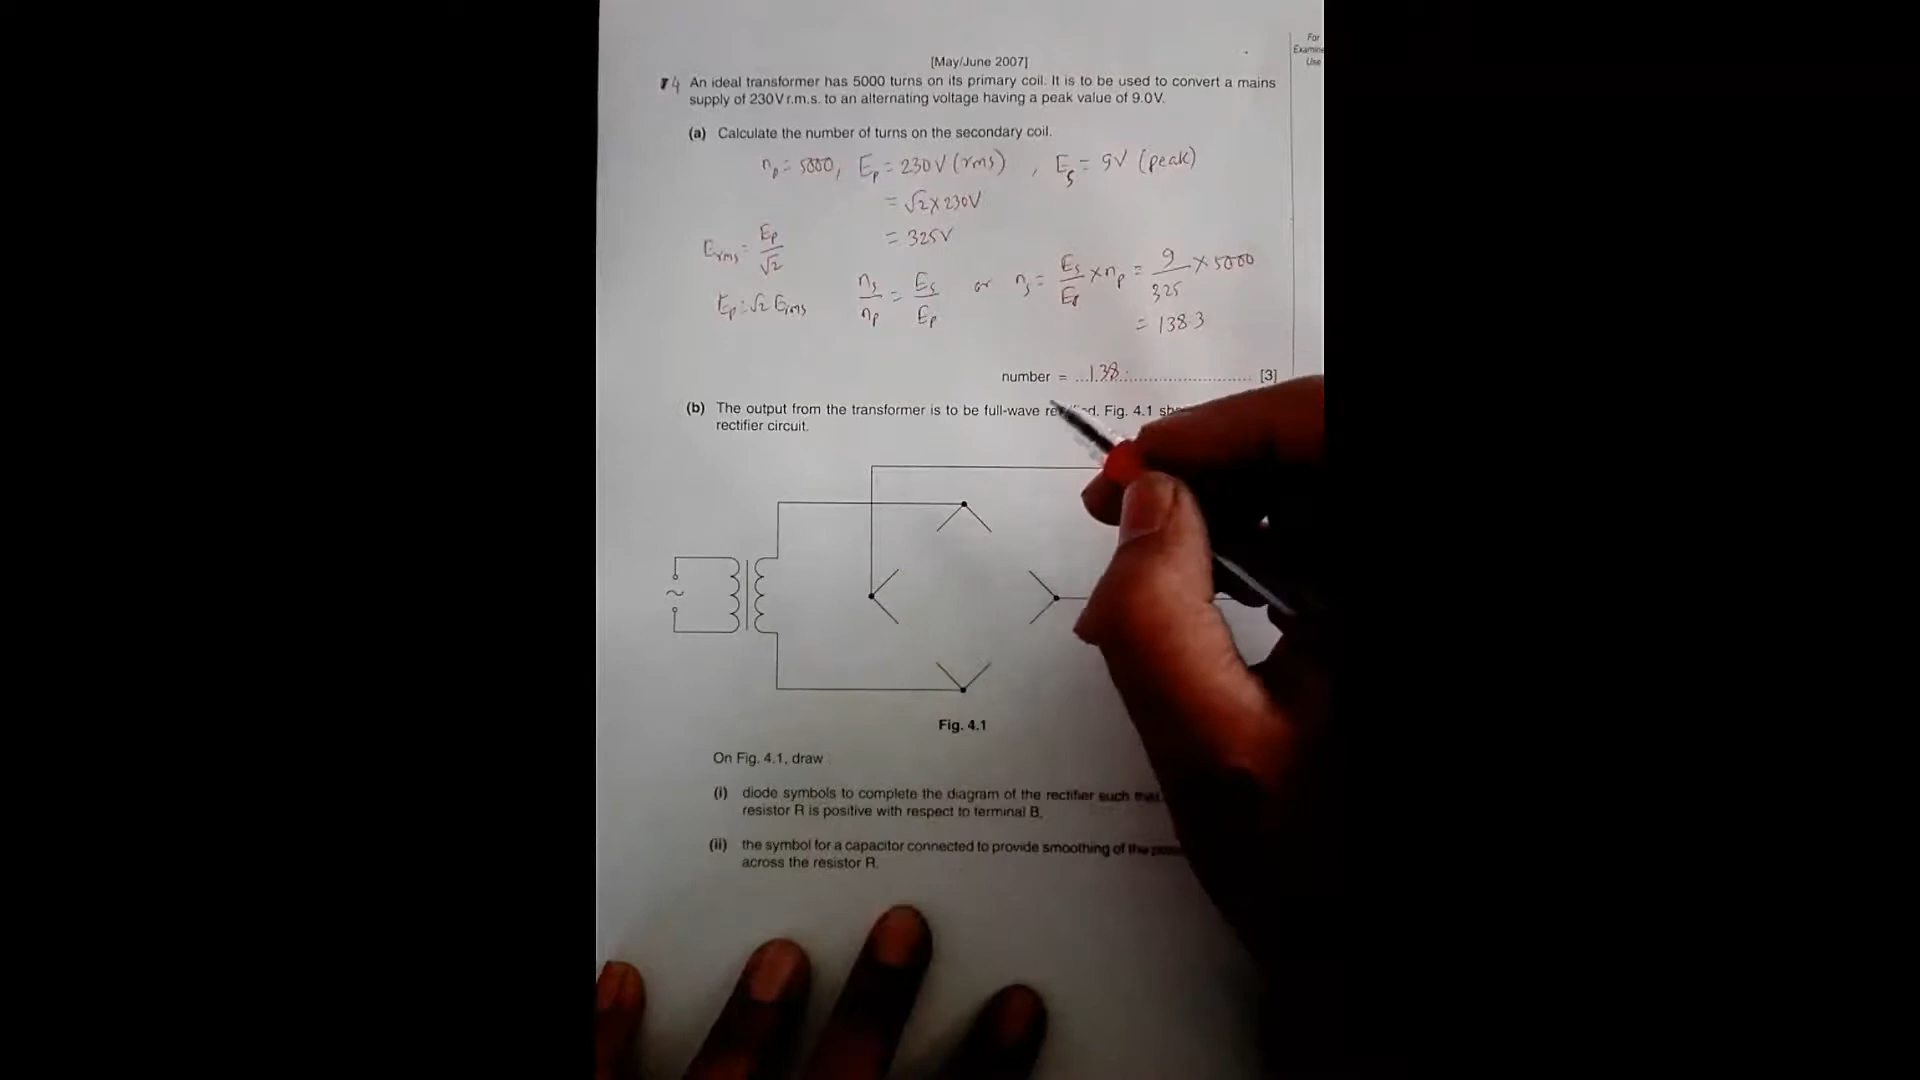 For
Use
[May/June 2007]
4 An ideal transformer has 5000 turns on its primary coil. It is to be used to convert a mains
supply of 230V r.m.s. to an alternating voltage having a peak value of 9.0V.
(a) Calculate the number of turns on the secondary coil.
np = 5000, Ep = 230V (rms) , Es = 9V (peak)
= √2 × 230V
= 325V
Erms = Ep/√2
Ep = √2 Erms
ns/np = Es/Ep or ns = Es/Ep × np = 9/325 × 5000
= 138.3
number = ...138........................... [3]
(b) The output from the transformer is to be full-wave Fig. 4.1
rectifier circuit.
~
Fig. 4.1
On Fig. 4.1, draw
(i) diode symbols to complete the diagram of the rectifier such
resistor R is positive with respect to terminal B,
(ii) the symbol for a capacitor connected to provide smoothing of the
across the resistor R.